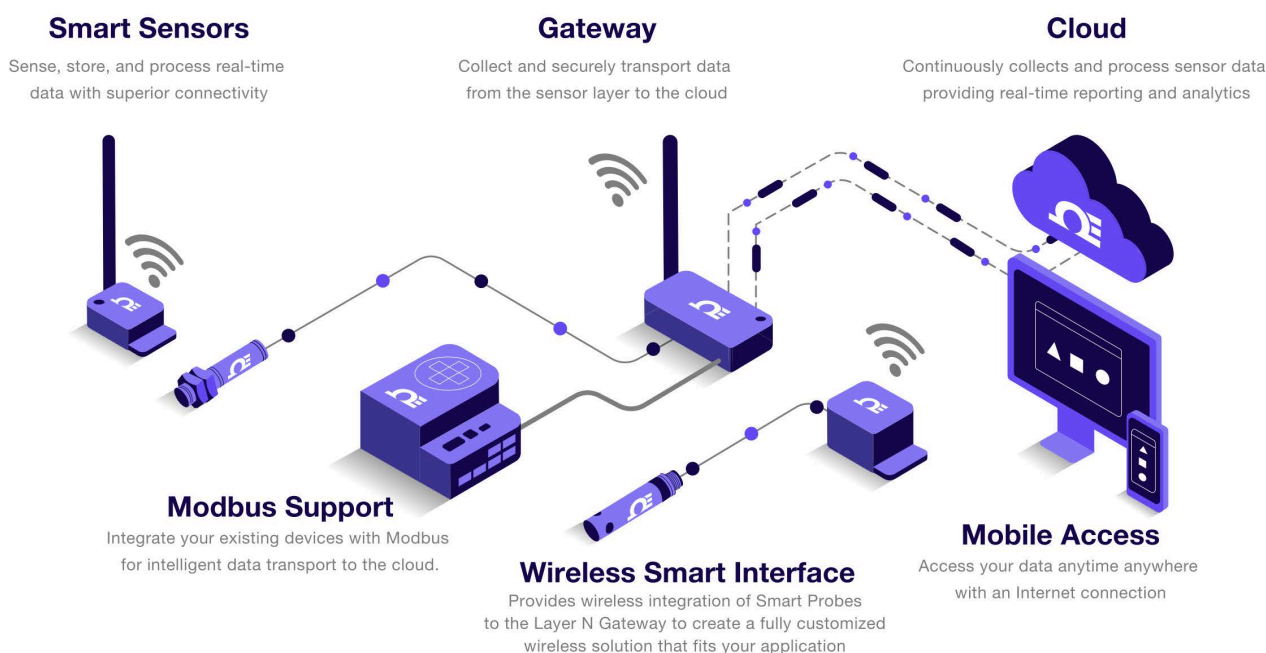 Smart Sensors
Sense, store, and process real-time
data with superior connectivity
Gateway
Collect and securely transport data
from the sensor layer to the cloud
Cloud
Continuously collects and process sensor data
providing real-time reporting and analytics
Modbus Support
Integrate your existing devices with Modbus
for intelligent data transport to the cloud.
Wireless Smart Interface
Provides wireless integration of Smart Probes
to the Layer N Gateway to create a fully customized
wireless solution that fits your application
Mobile Access
Access your data anytime anywhere
with an Internet connection